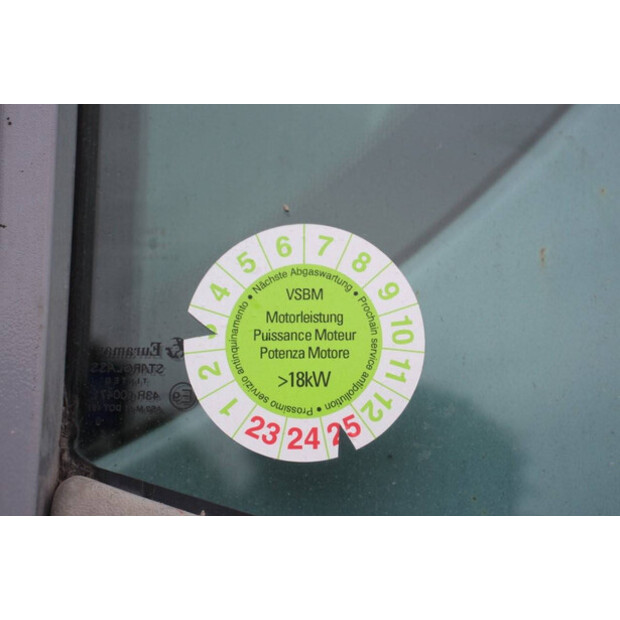 4 5 6 7 8 9 10 11 12
2 1
23 24 25
Nächste Abgaswartung • Prochain service antipollution • Prossimo servizio antinquinamento •
VSBM
Motorleistung
Puissance Moteur
Potenza Motore
>18kW